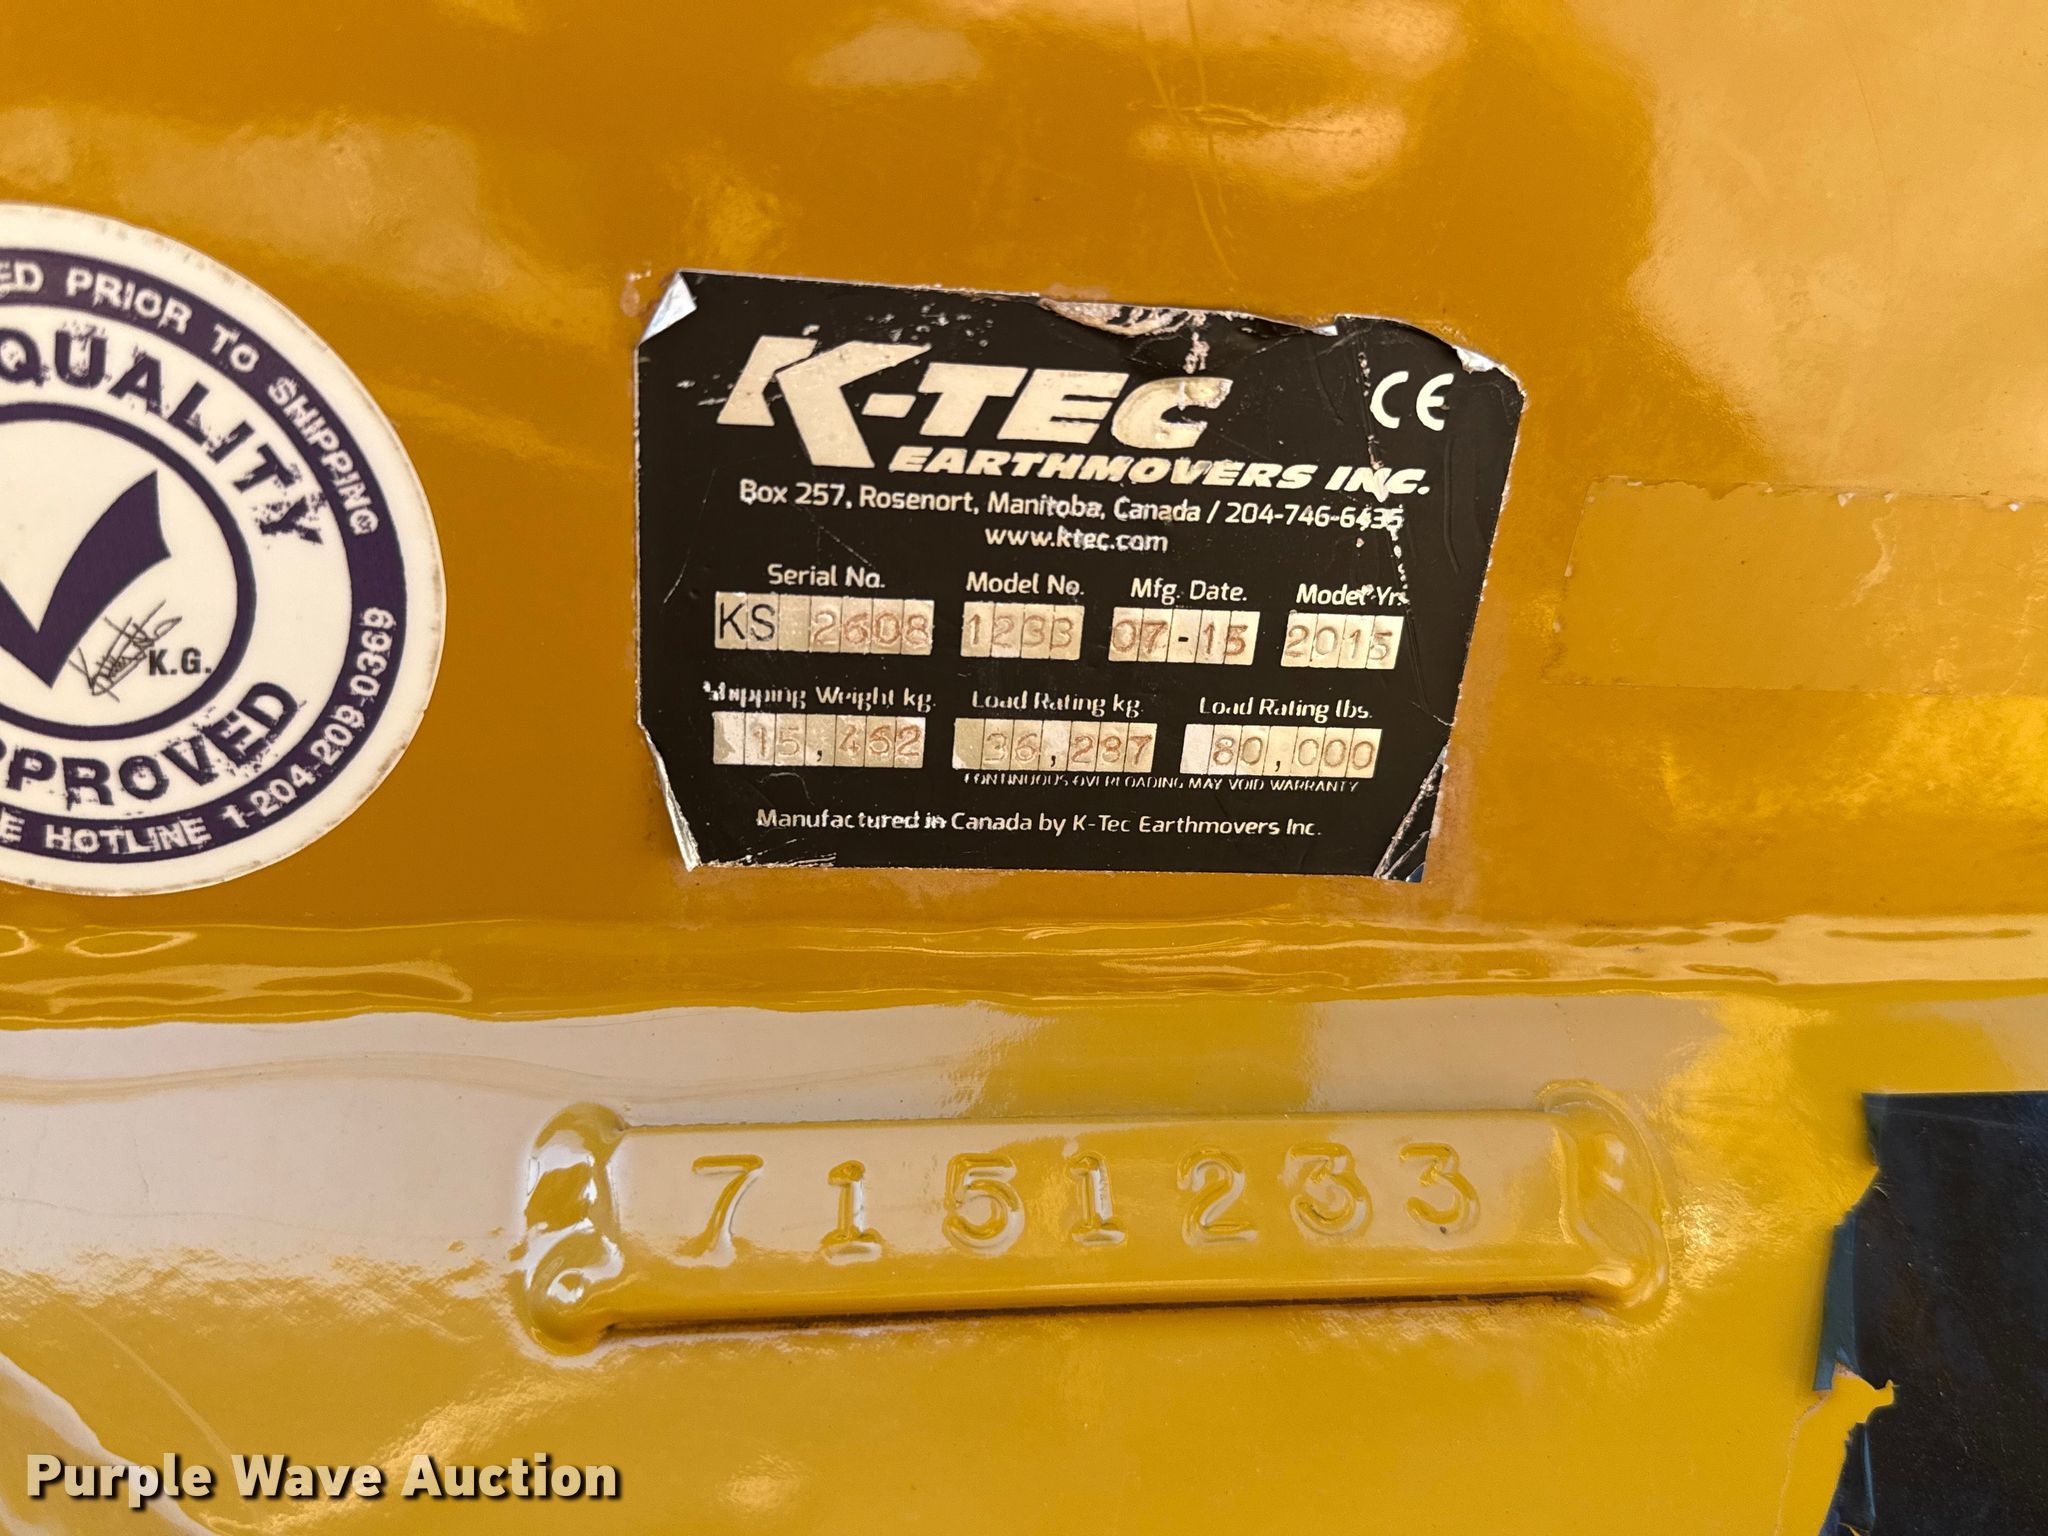 ED PRIOR TO SHIPPING
QUALITY
K.G.
PPROVED
E HOTLINE 1-204-209-0369
K-TEC
CE
EARTHMOVERS INC.
Box 257, Rosenort, Manitoba, Canada / 204-746-6435
www.ktec.com
Serial No. Model No. Mfg. Date. Model Yr.
KS 2608 1233 07-15 2015
Shipping Weight kg. Load Rating kg. Load Rating lbs.
15,462 36,287 80,000
CONTINUOUS OVERLOADING MAY VOID WARRANTY
Manufactured in Canada by K-Tec Earthmovers Inc.
7151233
Purple Wave Auction